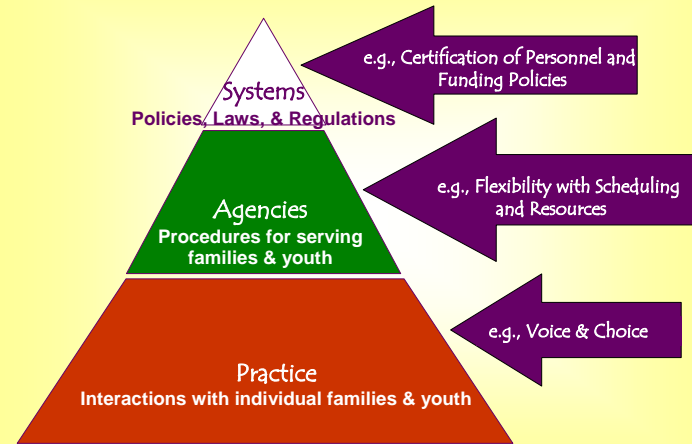 e.g., Certification of Personnel and
Funding Policies
Systems
Policies, Laws, & Regulations
e.g., Flexibility with Scheduling
and Resources
Agencies
Procedures for serving
families & youth
e.g., Voice & Choice
Practice
Interactions with individual families & youth